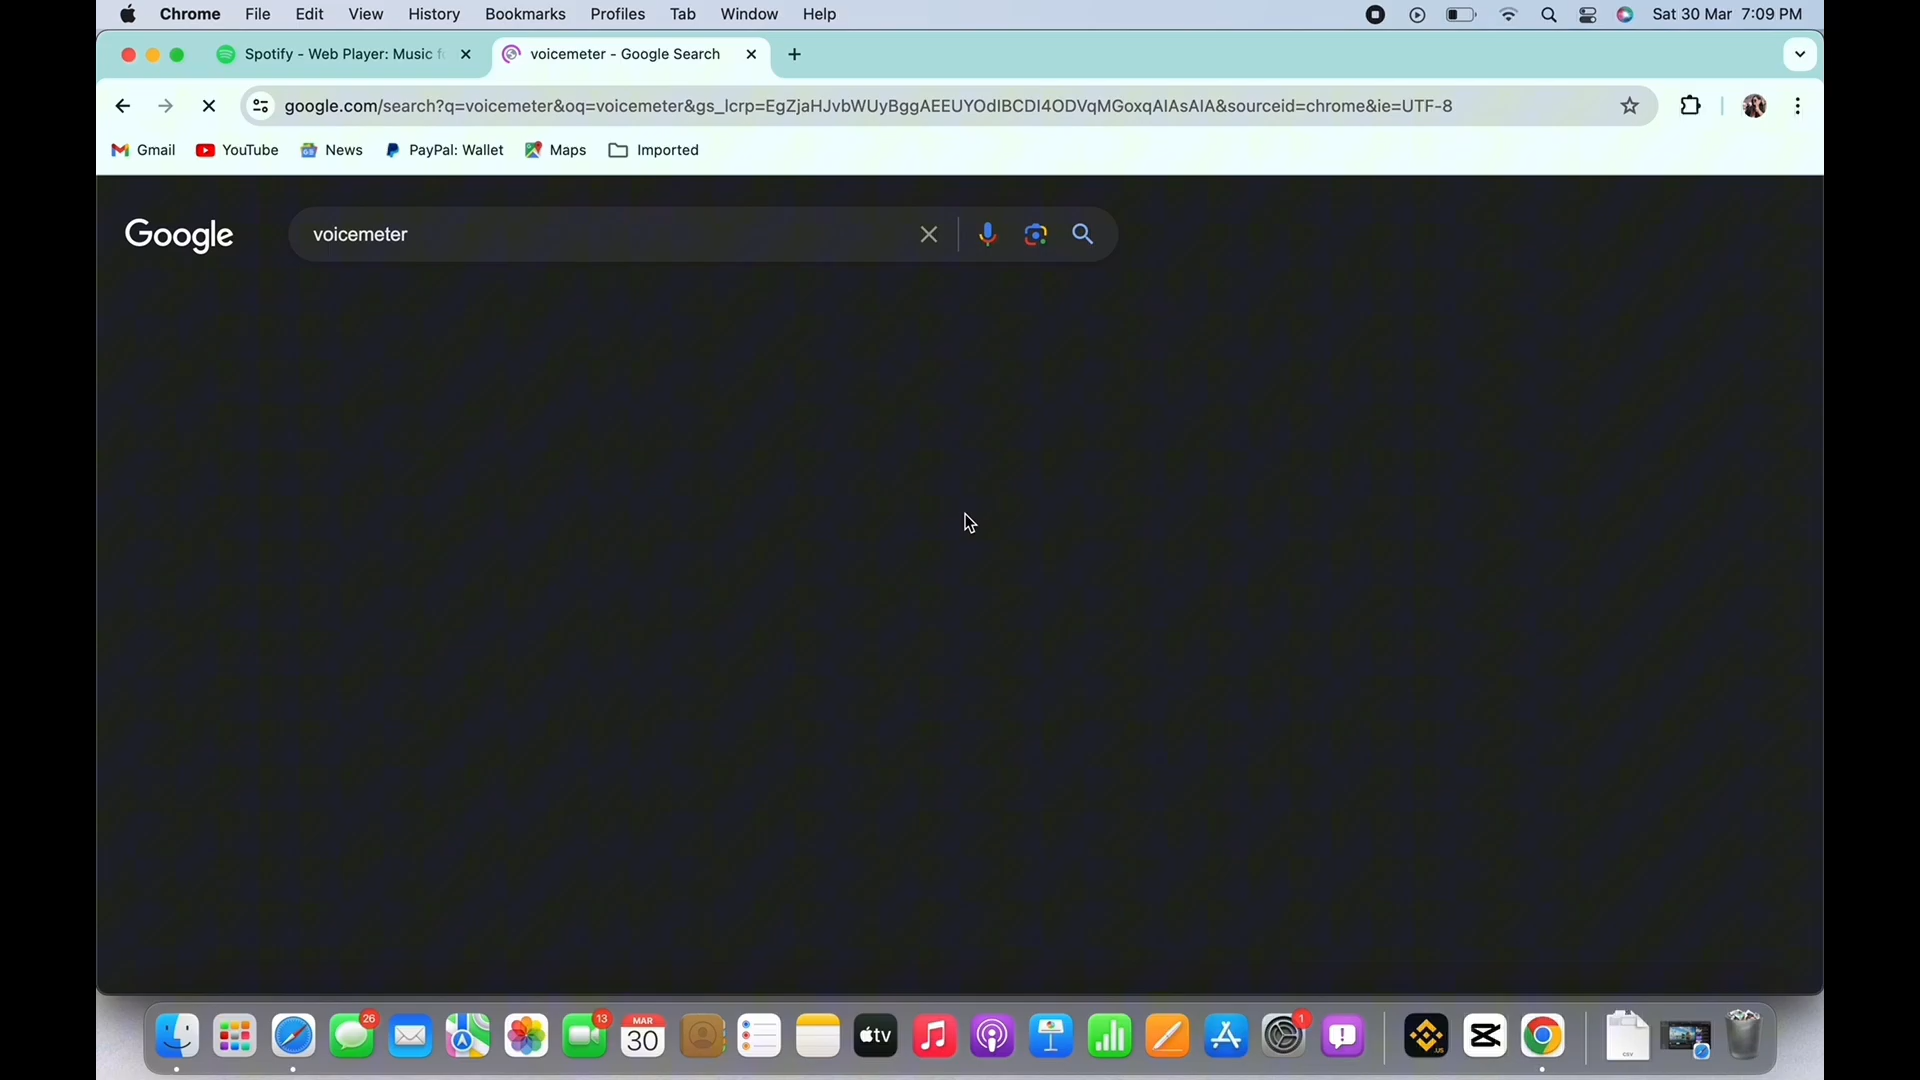 Chrome File Edit View History Bookmarks Profiles Tab Window Help Sat 30 Mar 7:09 PM
Spotify - Web Player: Music f voicemeter - Google Search
google.com/search?q=voicemeter&oq=voicemeter&gs_lcrp=EgZjaHJvbWUyBggAEEUYOdIBCDI4ODVqMGoxqAIAsAIA&sourceid=chrome&ie=UTF-8
Gmail YouTube News PayPal: Wallet Maps Imported
Google voicemeter
26 13 MAR 30 tv 1 CSV